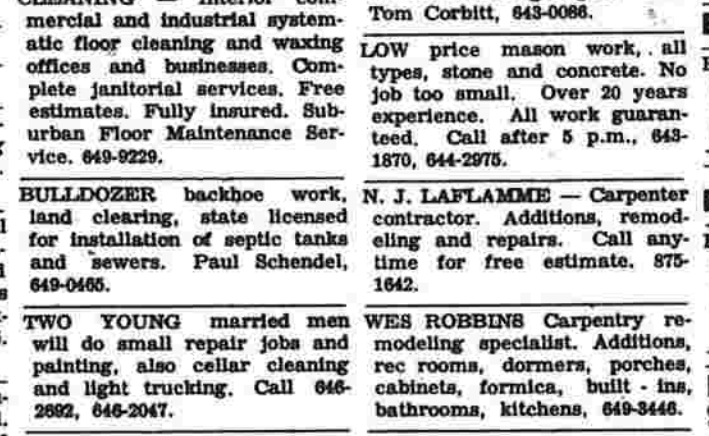 CLEANING — Interior com-
mercial and industrial system-
atic floor cleaning and waxing
offices and businesses. Com-
plete janitorial services. Free
estimates. Fully insured. Sub-
urban Floor Maintenance Ser-
vice. 649-9229.
BULLDOZER backhoe work,
land clearing, state licensed
for installation of septic tanks
and sewers. Paul Schendel,
649-0465.
TWO YOUNG married men
will do small repair jobs and
painting, also cellar cleaning
and light trucking. Call 646-
2692, 646-2047.
Tom Corbitt, 643-0086.
LOW price mason work, all
types, stone and concrete. No
job too small. Over 20 years
experience. All work guaran-
teed. Call after 5 p.m., 643-
1870, 644-2975.
N. J. LAFLAMME — Carpenter
contractor. Additions, remod-
eling and repairs. Call any-
time for free estimate. 875-
1642.
WES ROBBINS Carpentry re-
modeling specialist. Additions,
rec rooms, dormers, porches,
cabinets, formica, built - ins,
bathrooms, kitchens, 649-3446.